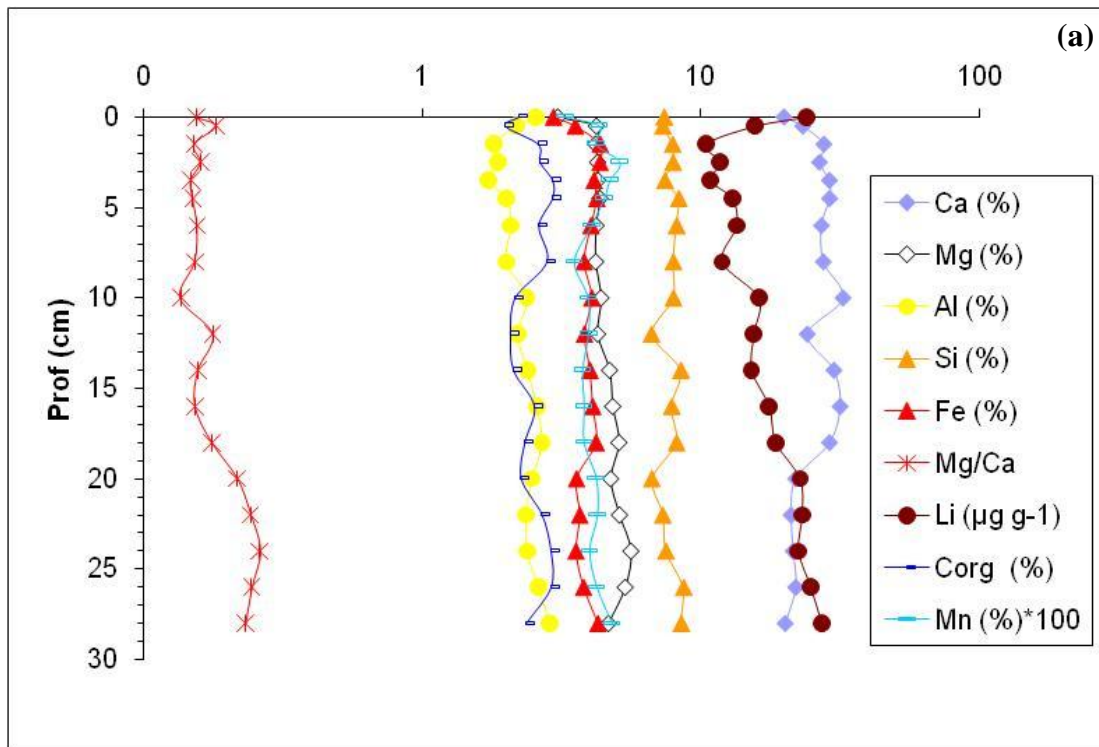 (a)
0 1 10 100
0
5
10
15
20
25
30
Prof (cm)
Ca (%)
Mg (%)
Al (%)
Si (%)
Fe (%)
Mg/Ca
Li (µg g-1)
Corg (%)
Mn (%)*100